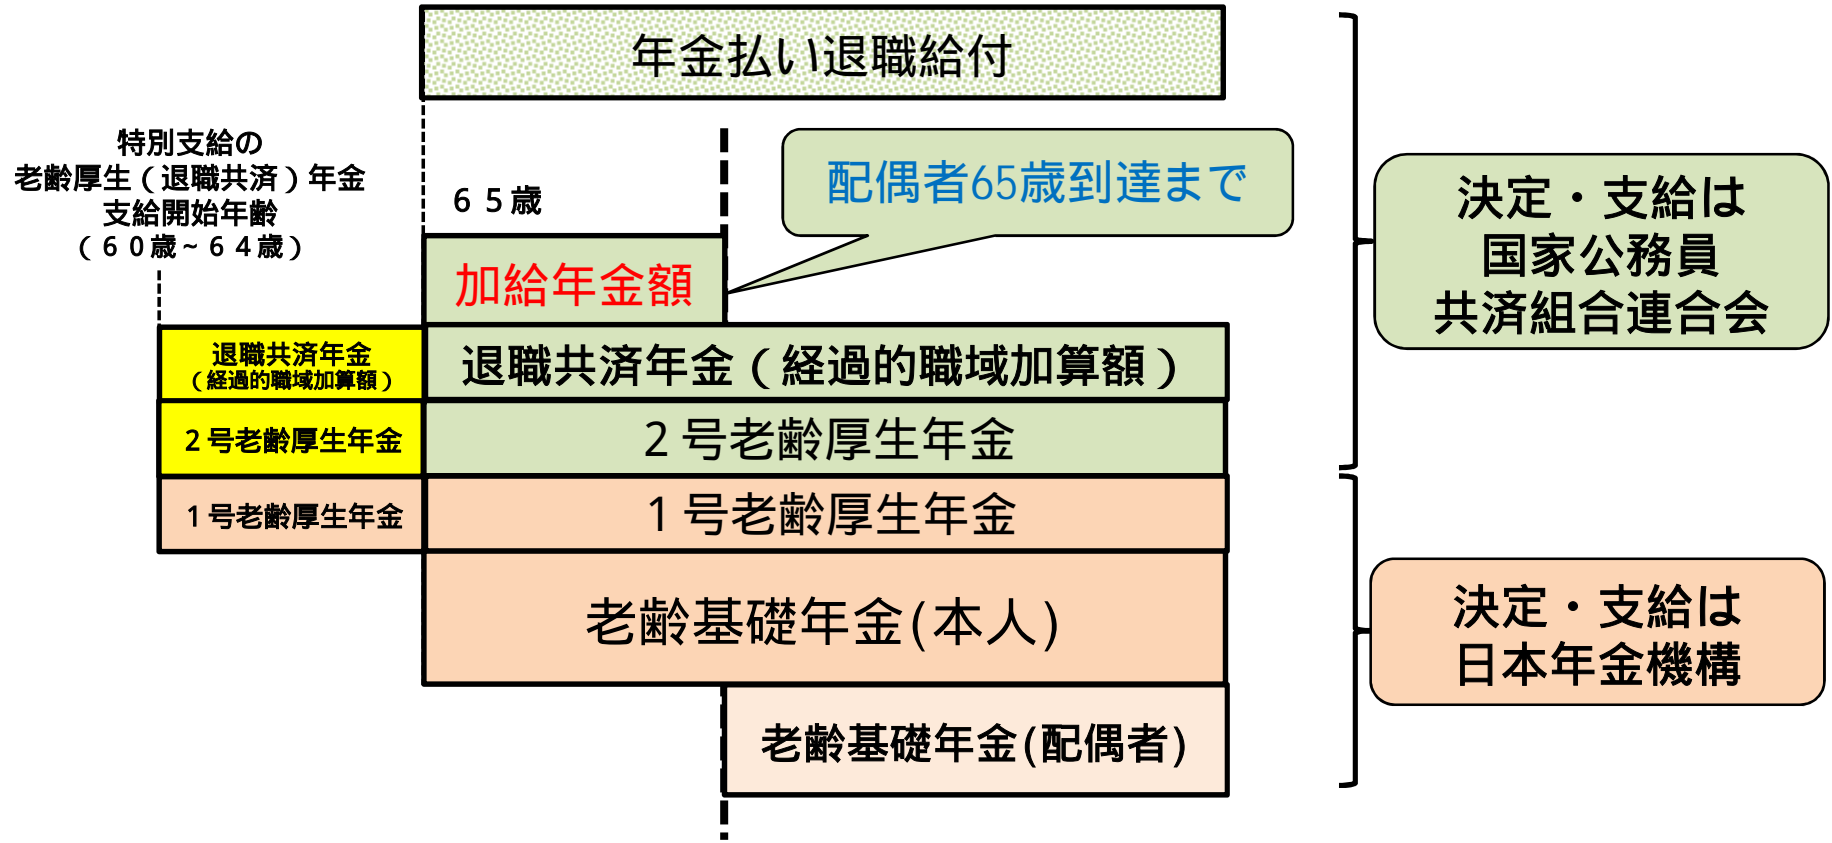 年金払い退職給付
特別支給の
老齢厚生(退職共済)年金
支給開始年齢
(60歳~64歳)
65歳
配偶者65歳到達まで
加給年金額
退職共済年金
(経過的職域加算額)
退職共済年金(経過的職域加算額)
2号老齢厚生年金
2号老齢厚生年金
1号老齢厚生年金
1号老齢厚生年金
老齢基礎年金(本人)
老齢基礎年金(配偶者)
決定・支給は
国家公務員
共済組合連合会
決定・支給は
日本年金機構